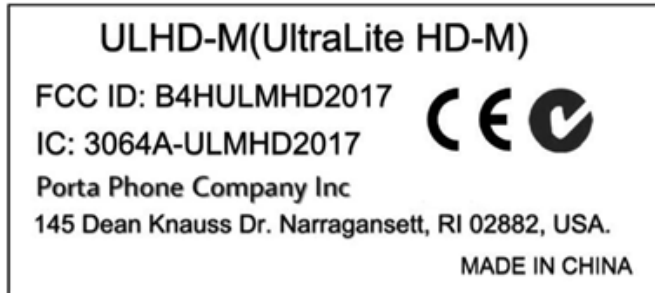 ULHD-M(UltraLite HD-M)
FCC ID: B4HULMHD2017
IC: 3064A-ULMHD2017
CE
Porta Phone Company Inc
145 Dean Knauss Dr. Narragansett, RI 02882, USA.
MADE IN CHINA